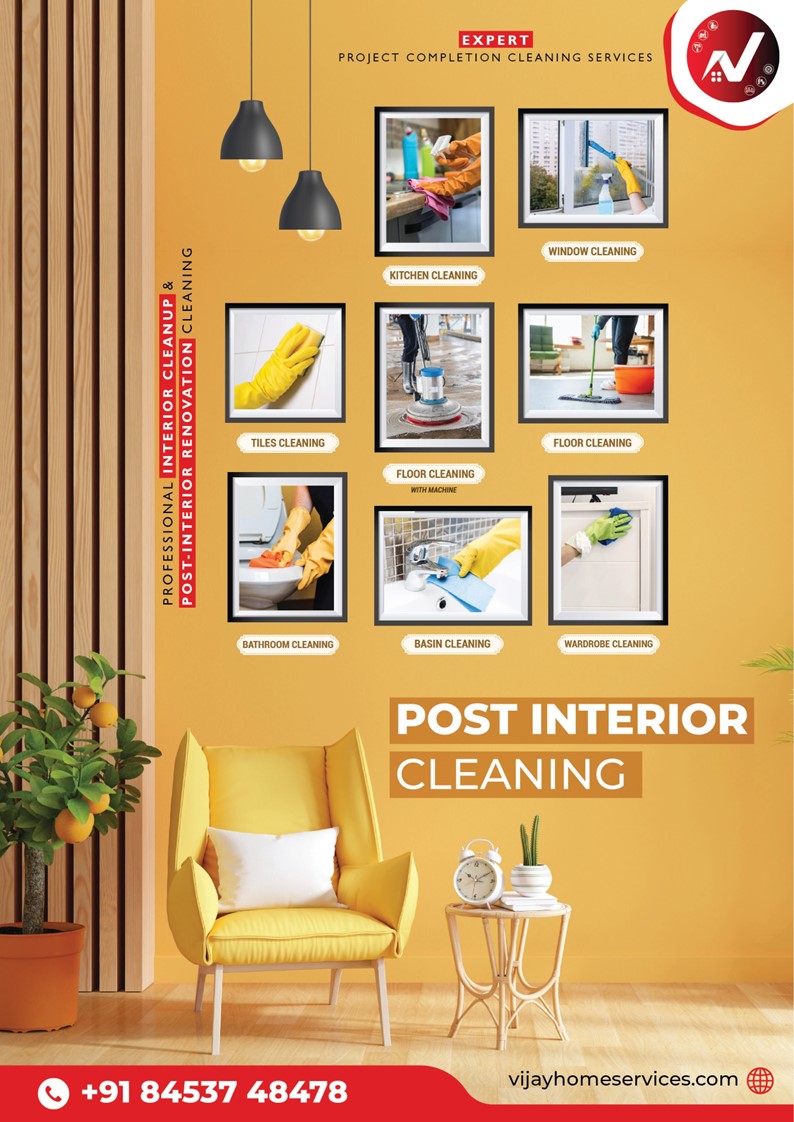 EXPERT
PROJECT COMPLETION CLEANING SERVICES
KITCHEN CLEANING
WINDOW CLEANING
PROFESSIONAL INTERIOR CLEANUP &
POST-INTERIOR RENOVATION CLEANING
TILES CLEANING
FLOOR CLEANING
WITH MACHINE
FLOOR CLEANING
BATHROOM CLEANING
BASIN CLEANING
WARDROBE CLEANING
POST INTERIOR
CLEANING
+91 84537 48478
vijayhomeservices.com